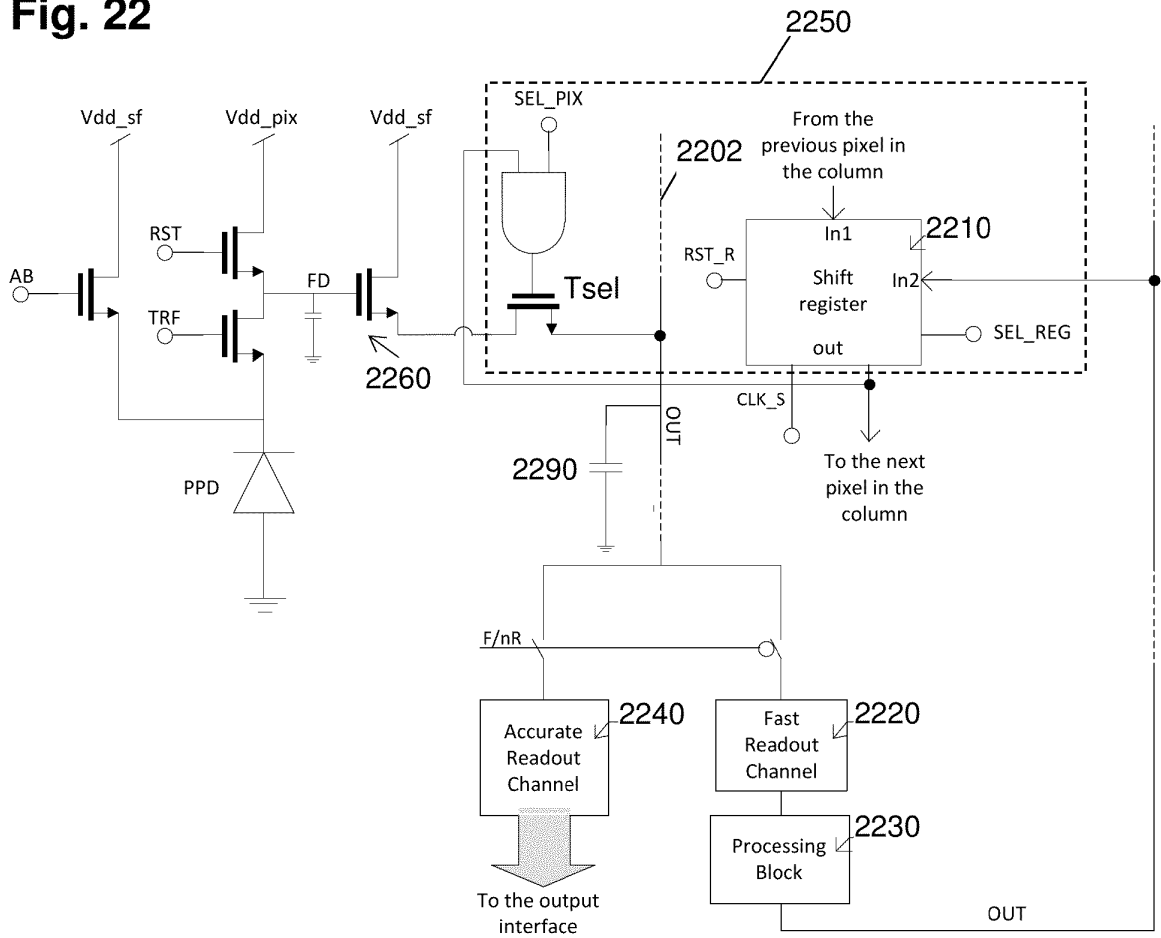 Fig. 22
2250
Vdd_sf
Vdd_pix
Vdd_sf
SEL_PIX
From the
previous pixel in
the column
2202
RST
In1
2210
RST_R
AB
FD
Tsel
Shift
register
In2
TRF
SEL_REG
out
2260
CLK_S
OUT
2290
To the next
pixel in the
column
PPD
F/nR
Accurate
Readout
Channel
2240
Fast
Readout
Channel
2220
Processing
Block
2230
To the output
interface
OUT